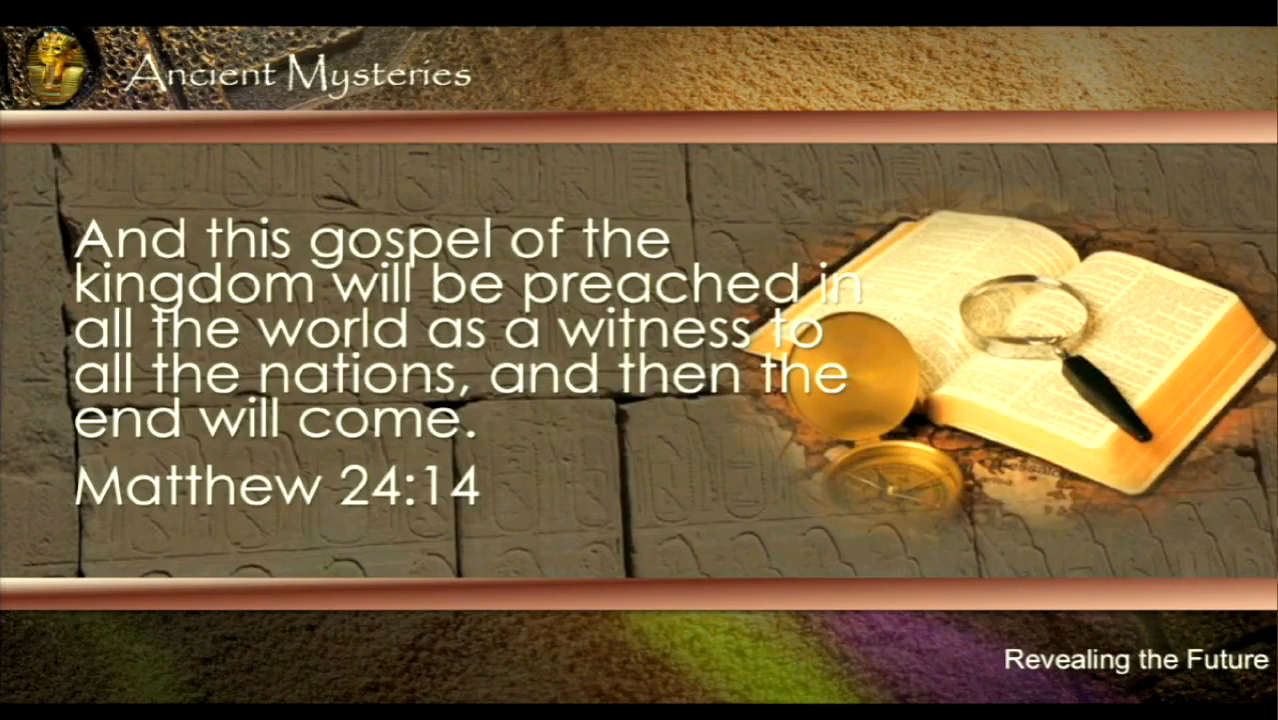 Ancient Mysteries
And this gospel of the
kingdom will be preached in
all the world as a witness to
all the nations, and then the
end will come.
Matthew 24:14
Revealing the Future